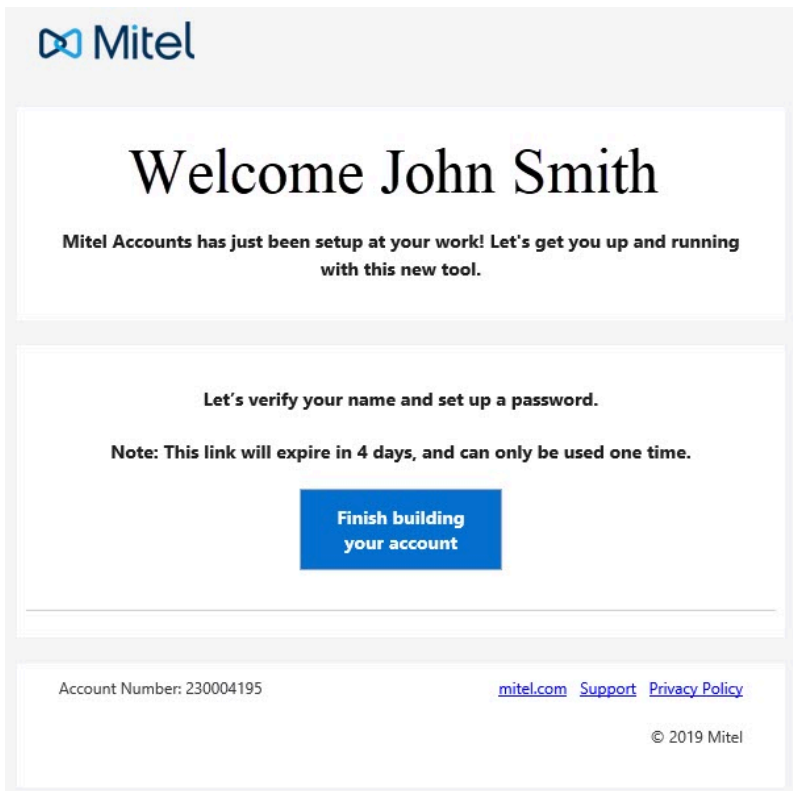 Mitel
Welcome John Smith
Mitel Accounts has just been setup at your work! Let's get you up and running
with this new tool.
Let’s verify your name and set up a password.
Note: This link will expire in 4 days, and can only be used one time.
Finish building
your account
Account Number: 230004195 mitel.com Support Privacy Policy
© 2019 Mitel